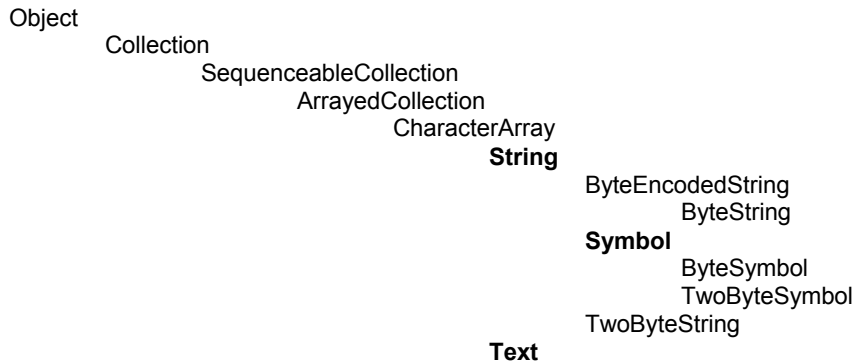 Object
Collection
SequenceableCollection
ArrayedCollection
CharacterArray
String
ByteEncodedString
ByteString
Symbol
ByteSymbol
TwoByteSymbol
TwoByteString
Text